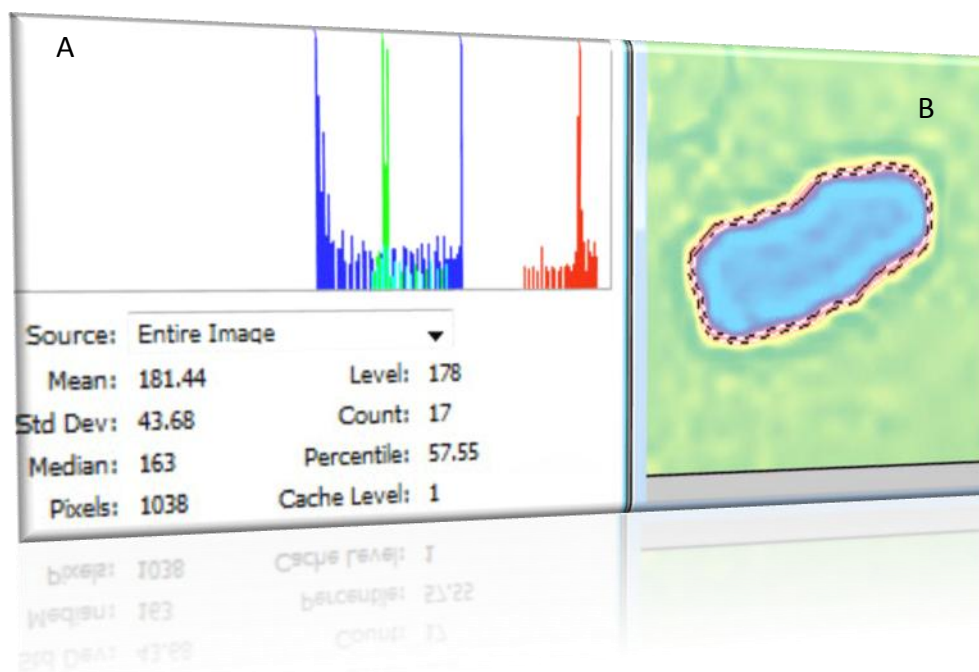 A
B
Source: Entire Image
Mean: 181.44 Level: 178
Std Dev: 43.68 Count: 17
Median: 163 Percentile: 57.55
Pixels: 1038 Cache Level: 1